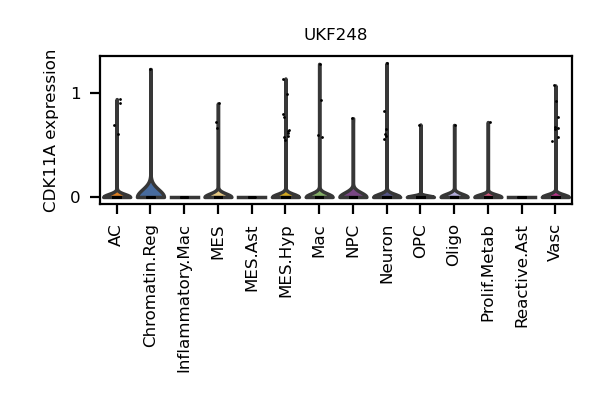 UKF248
CDK11A expression
1
0
AC
Chromatin.Reg
Inflammatory.Mac
MES
MES.Ast
MES.Hyp
Mac
NPC
Neuron
OPC
Oligo
Prolif.Metab
Reactive.Ast
Vasc